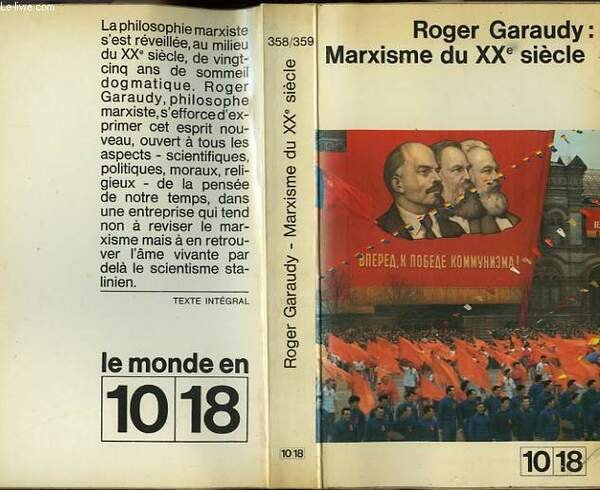 Le-Livre.fr
La philosophie marxiste
s'est réveillée, au milieu
du XXe siècle, de vingt-
cinq ans de sommeil
dogmatique. Roger
Garaudy, philosophe
marxiste, s'efforce d'ex-
primer cet esprit nou-
veau, ouvert à tous les
aspects - scientifiques,
politiques, moraux, reli-
gieux - de la pensée
de notre temps, dans
une entreprise qui tend
non à reviser le mar-
xisme mais à en retrou-
ver l'âme vivante par
delà le scientisme sta-
linien.
TEXTE INTÉGRAL
le monde en
10 18
358/359
Roger Garaudy - Marxisme du XXe siècle
10 18
Roger Garaudy :
Marxisme du XXe siècle
ВПЕРЕД, К ПОБЕДЕ КОММУНИЗМА!
10 18